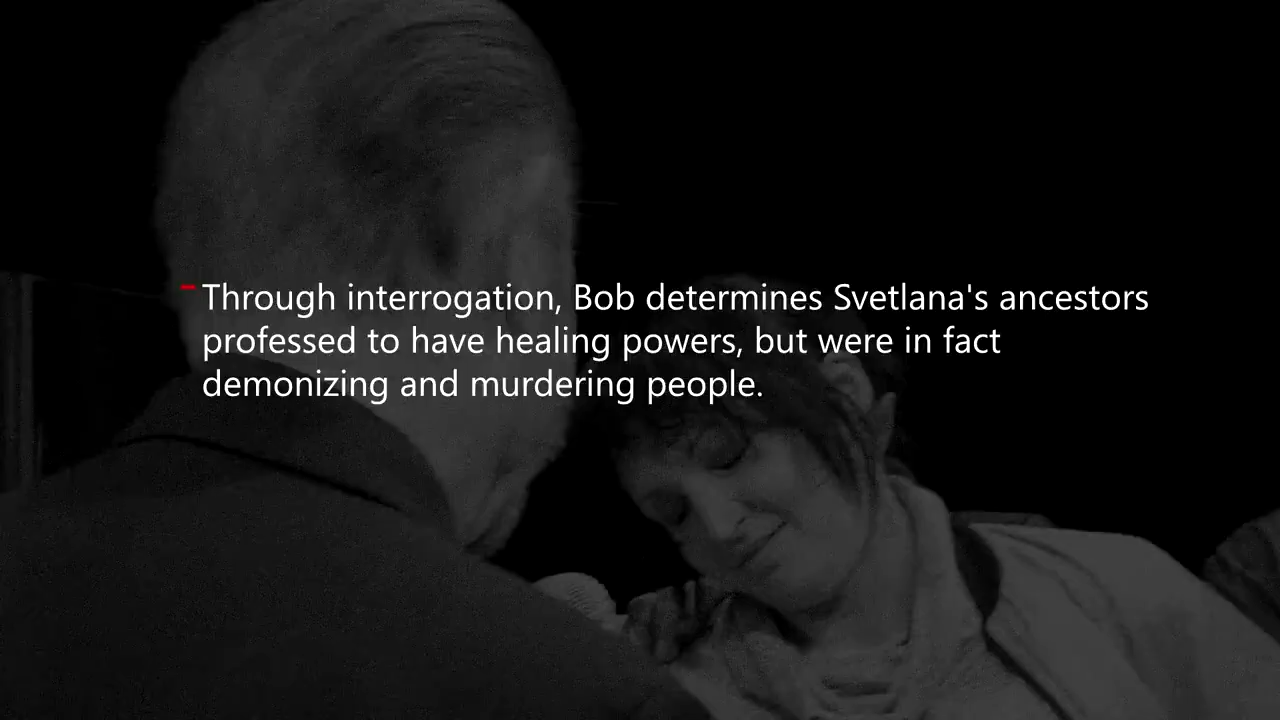 Through interrogation, Bob determines Svetlana's ancestors
professed to have healing powers, but were in fact
demonizing and murdering people.